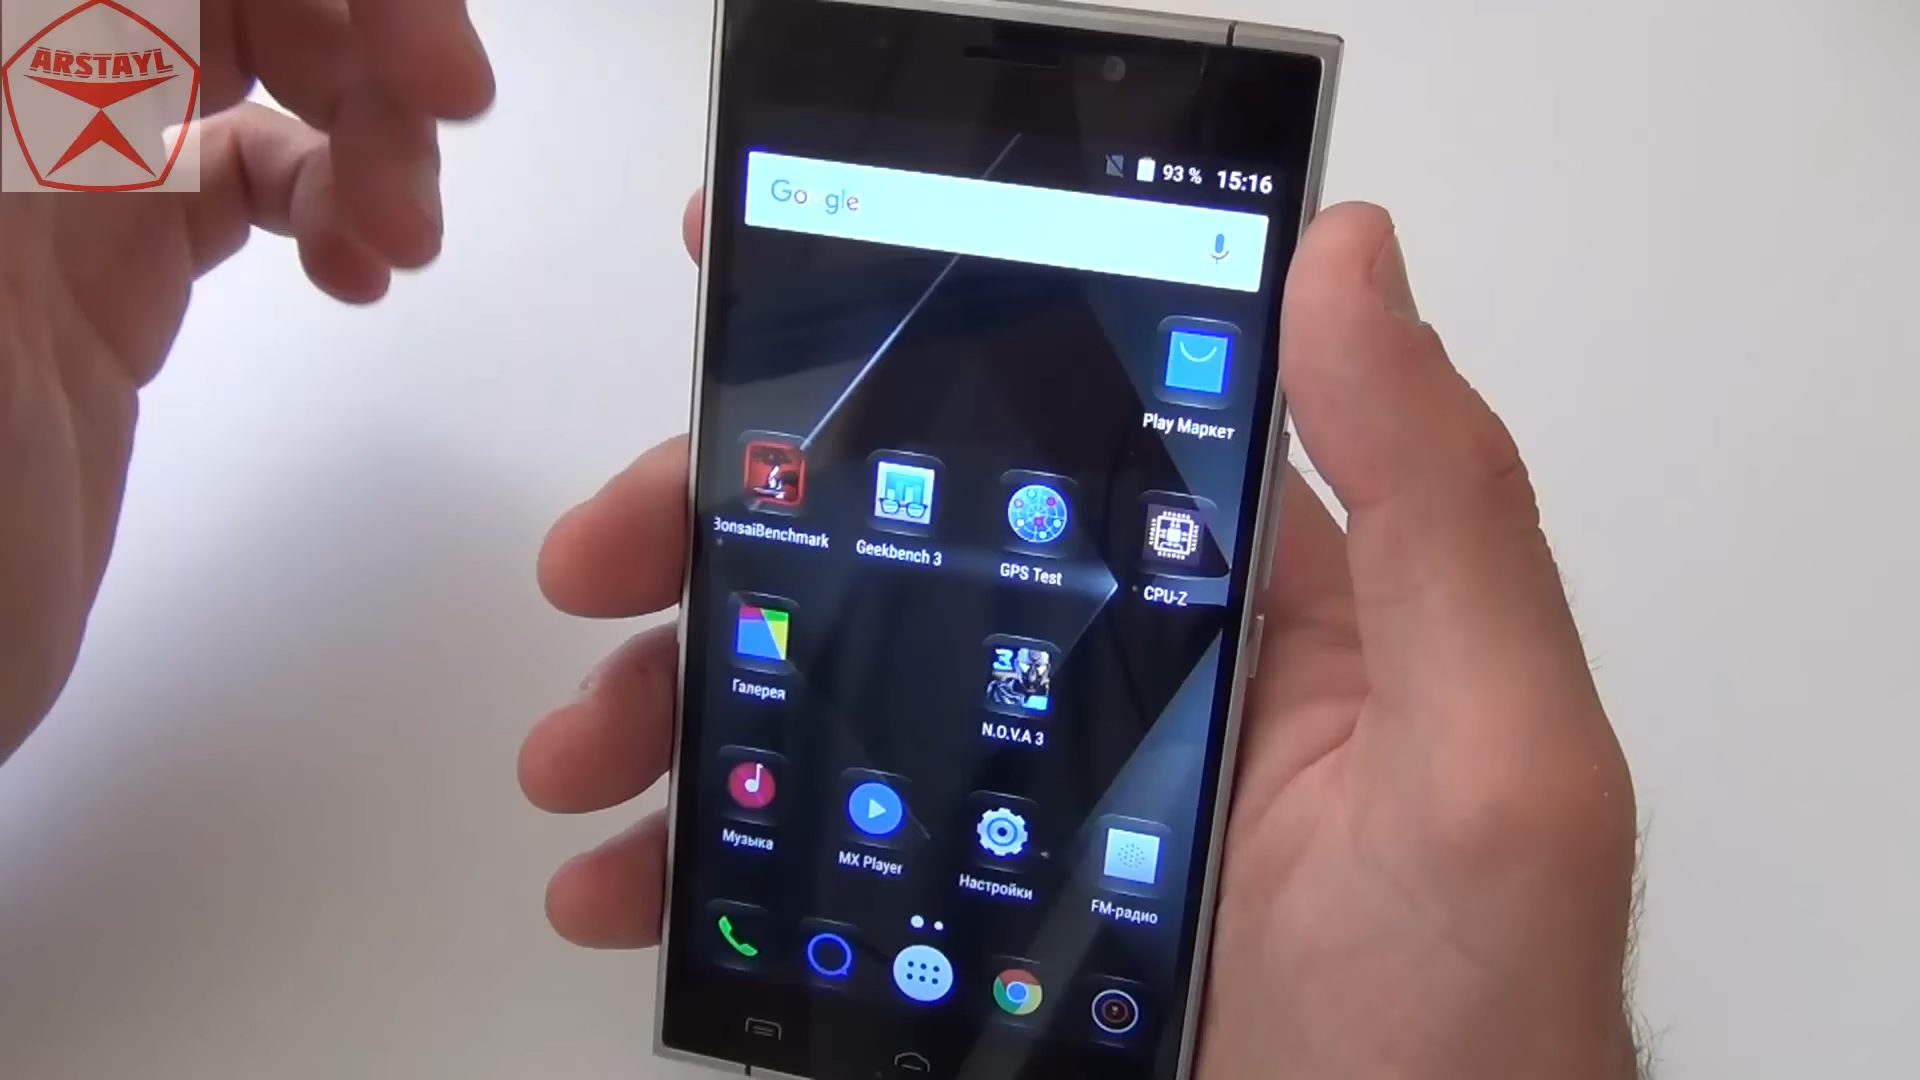 ARSTAYL
93 % 15:16
Google
Play Маркет
BonsaiBenchmark
Geekbench 3
GPS Test
CPU-Z
Галерея
3
N.O.V.A 3
Музыка
MX Player
Настройки
FM-радио